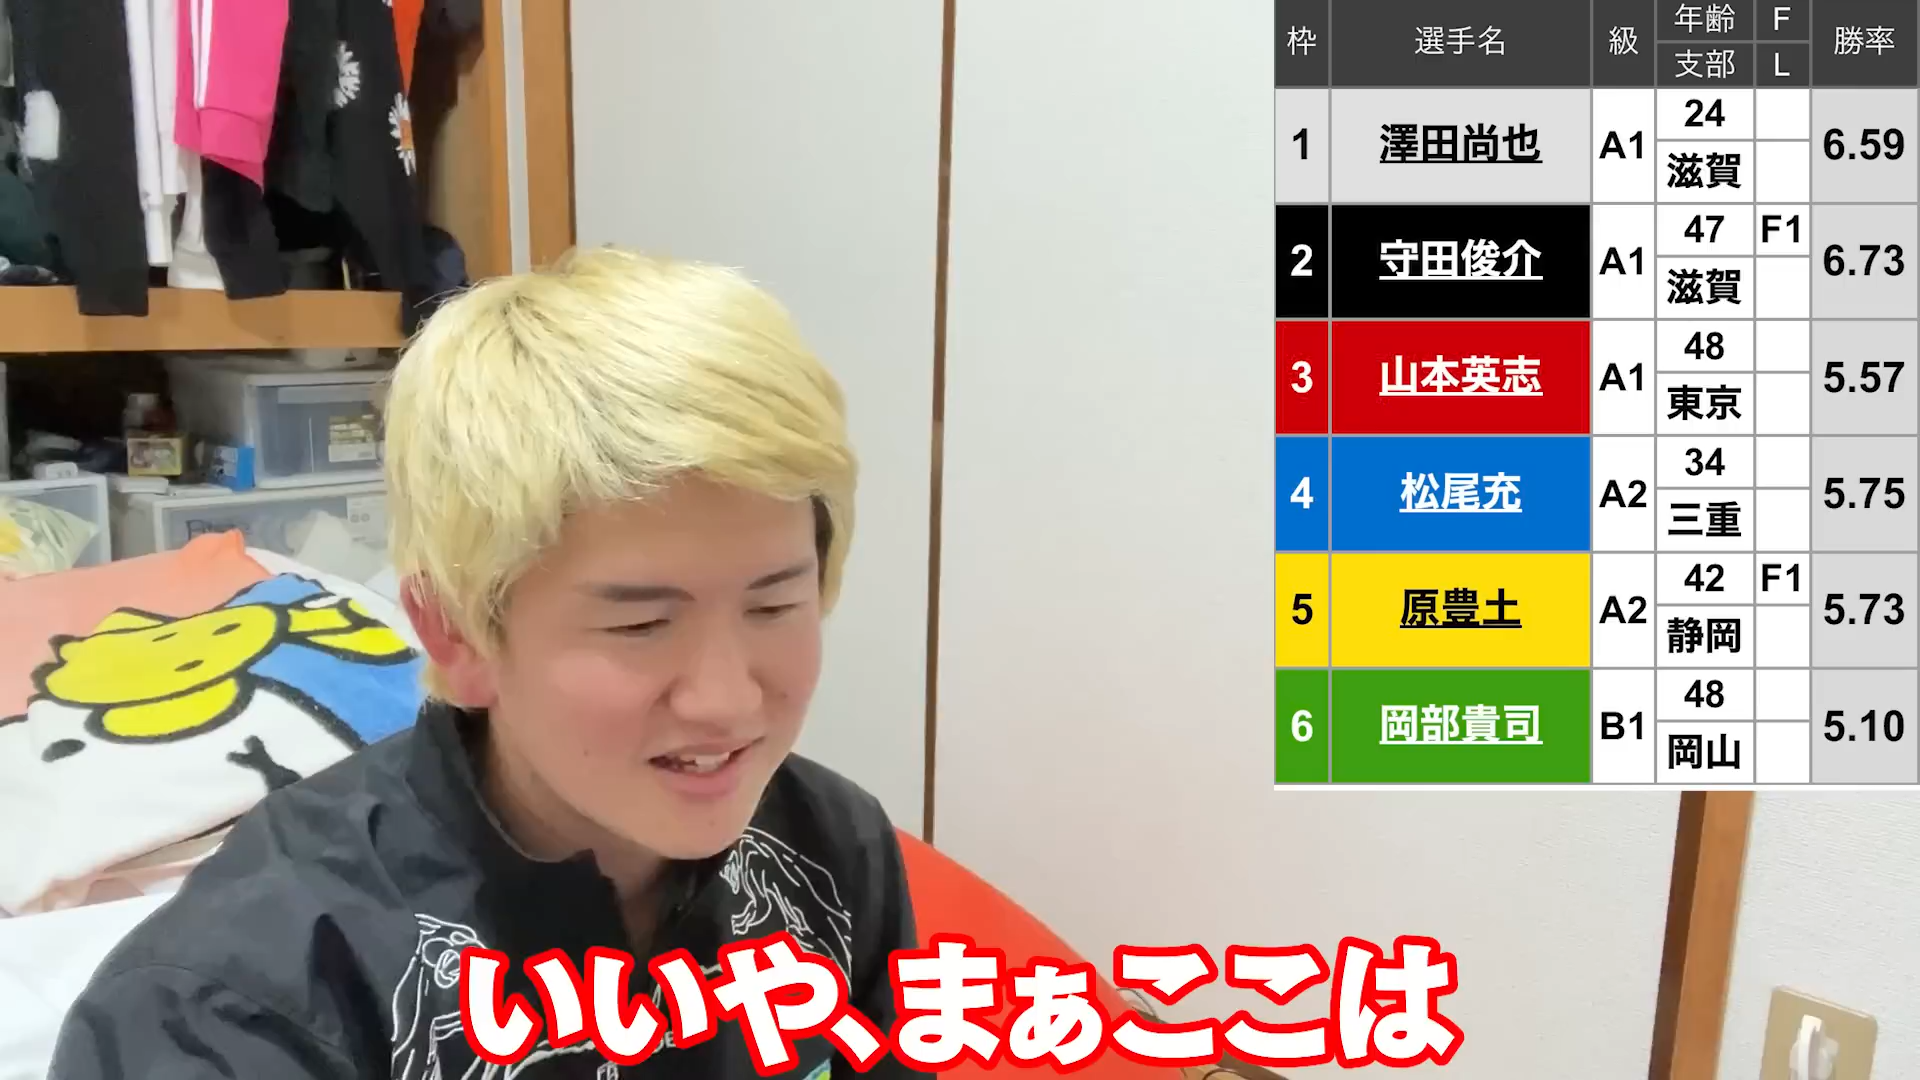 枠 選手名 級 年齢 F 勝率
支部 L
1 澤田尚也 A1 24 6.59
滋賀
2 守田俊介 A1 47 F1 6.73
滋賀
3 山本英志 A1 48 5.57
東京
4 松尾充 A2 34 5.75
三重
5 原豊土 A2 42 F1 5.73
静岡
6 岡部貴司 B1 48 5.10
岡山
いいや、まぁここは